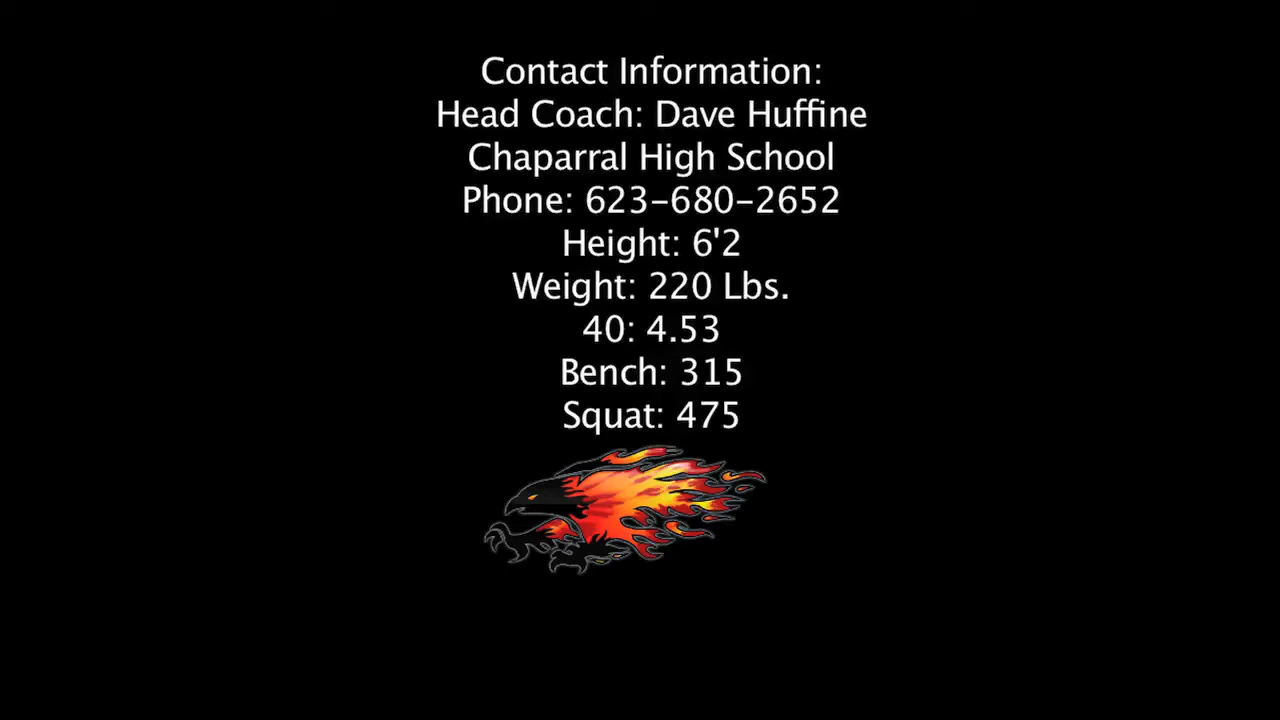 Contact Information:
Head Coach: Dave Huffine
Chaparral High School
Phone: 623-680-2652
Height: 6'2
Weight: 220 Lbs.
40: 4.53
Bench: 315
Squat: 475